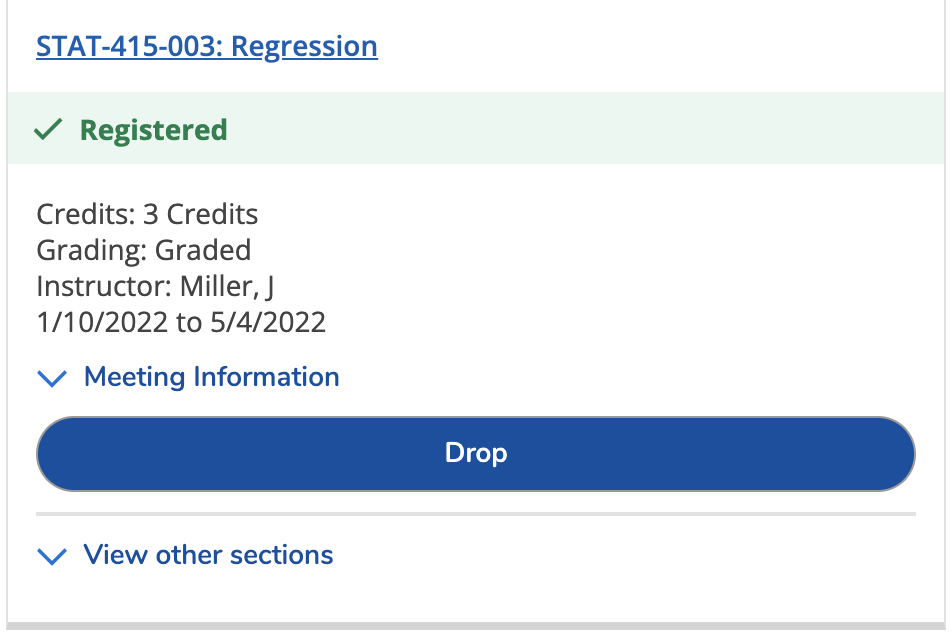 STAT-415-003: Regression
Registered
Credits: 3 Credits
Grading: Graded
Instructor: Miller, J
1/10/2022 to 5/4/2022
Meeting Information
Drop
View other sections